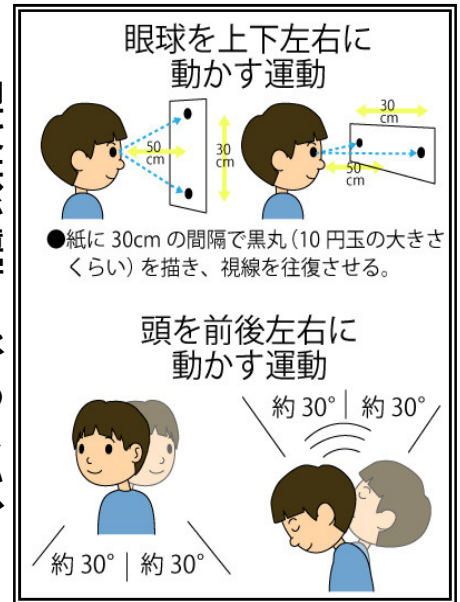 眼球を上下左右に
動かす運動
50
cm
30
cm
30
cm
50
cm
●紙に 30cm の間隔で黒丸（10 円玉の大きさ
くらい）を描き、視線を往復させる。
頭を前後左右に
動かす運動
約 30° | 約 30°
約 30° | 約 30°